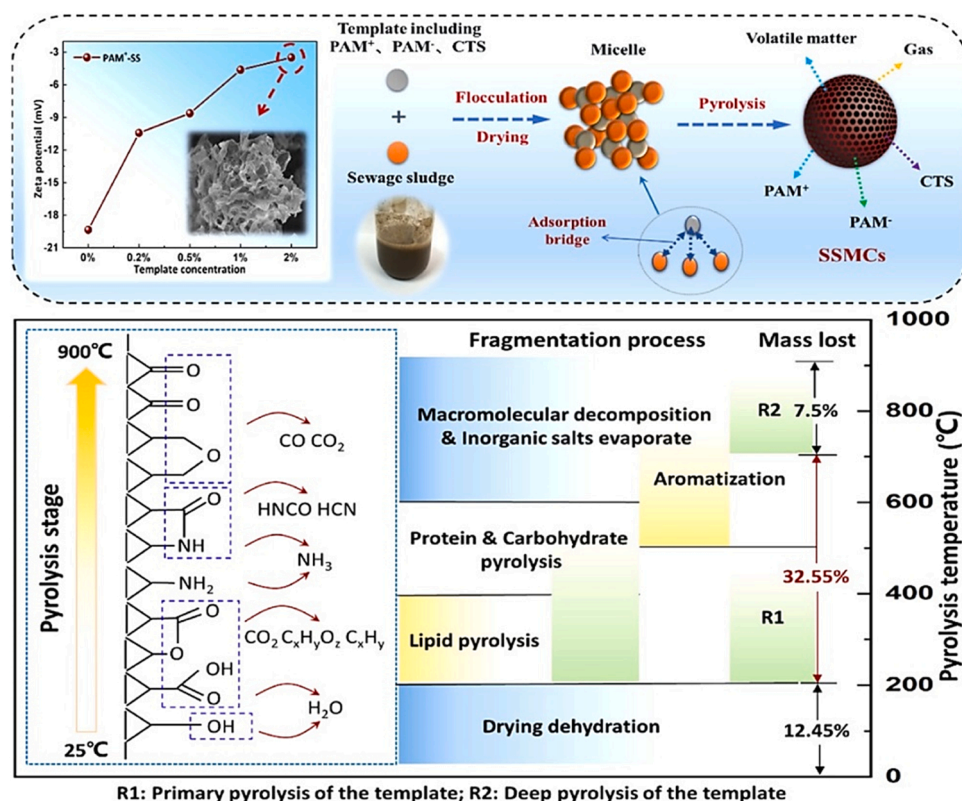 PAM⁺-SS
Zeta potential (mV)
-3
-6
-9
-12
-15
-18
-21
0%
0.2%
0.5%
1%
2%
Template concentration
Template including
PAM⁺、PAM⁻、CTS
+
Sewage sludge
Flocculation
Drying
Micelle
Adsorption
bridge
Pyrolysis
Volatile matter
Gas
PAM⁺
PAM⁻
CTS
SSMCs
Pyrolysis stage
900℃
25℃
O
O
O
O
NH
NH₂
O
O
OH
O
OH
CO CO₂
HNCO HCN
NH₃
CO₂ CₓHᵧO_z CₓHᵧ
H₂O
Fragmentation process
Mass lost
Macromolecular decomposition
& Inorganic salts evaporate
R2
7.5%
Aromatization
Protein & Carbohydrate
pyrolysis
32.55%
Lipid pyrolysis
R1
Drying dehydration
12.45%
1000
800
600
400
200
0
Pyrolysis temperature (℃)
R1: Primary pyrolysis of the template; R2: Deep pyrolysis of the template